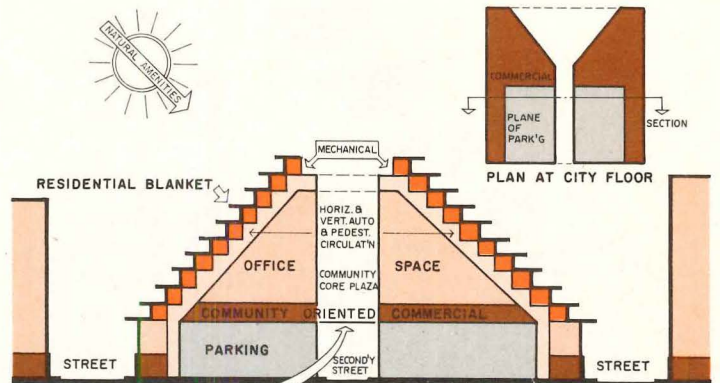 NATURAL AMENITIES
COMMERCIAL
PLANE
OF
PARK'G
SECTION
PLAN AT CITY FLOOR
MECHANICAL
RESIDENTIAL BLANKET
HORIZ. &
VERT. AUTO
& PEDEST.
CIRCULAT'N
OFFICE
SPACE
COMMUNITY
CORE PLAZA
COMMUNITY ORIENTED COMMERCIAL
PARKING
STREET
SECOND'Y
STREET
STREET